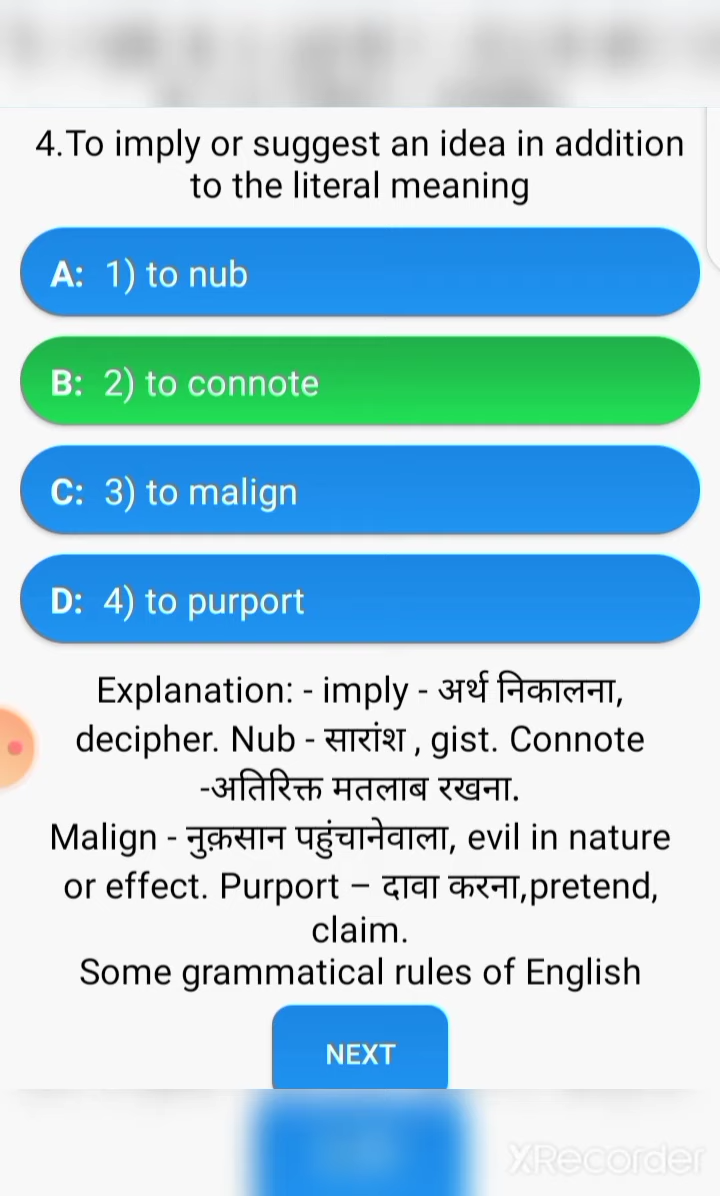 4.To imply or suggest an idea in addition
to the literal meaning
A: 1) to nub
B: 2) to connote
C: 3) to malign
D: 4) to purport
Explanation: - imply - अर्थ निकालना,
decipher. Nub - सारांश , gist. Connote
-अतिरिक्त मतलाब रखना.
Malign - नुक़सान पहुंचानेवाला, evil in nature
or effect. Purport – दावा करना,pretend,
claim.
Some grammatical rules of English
NEXT
XRecorder